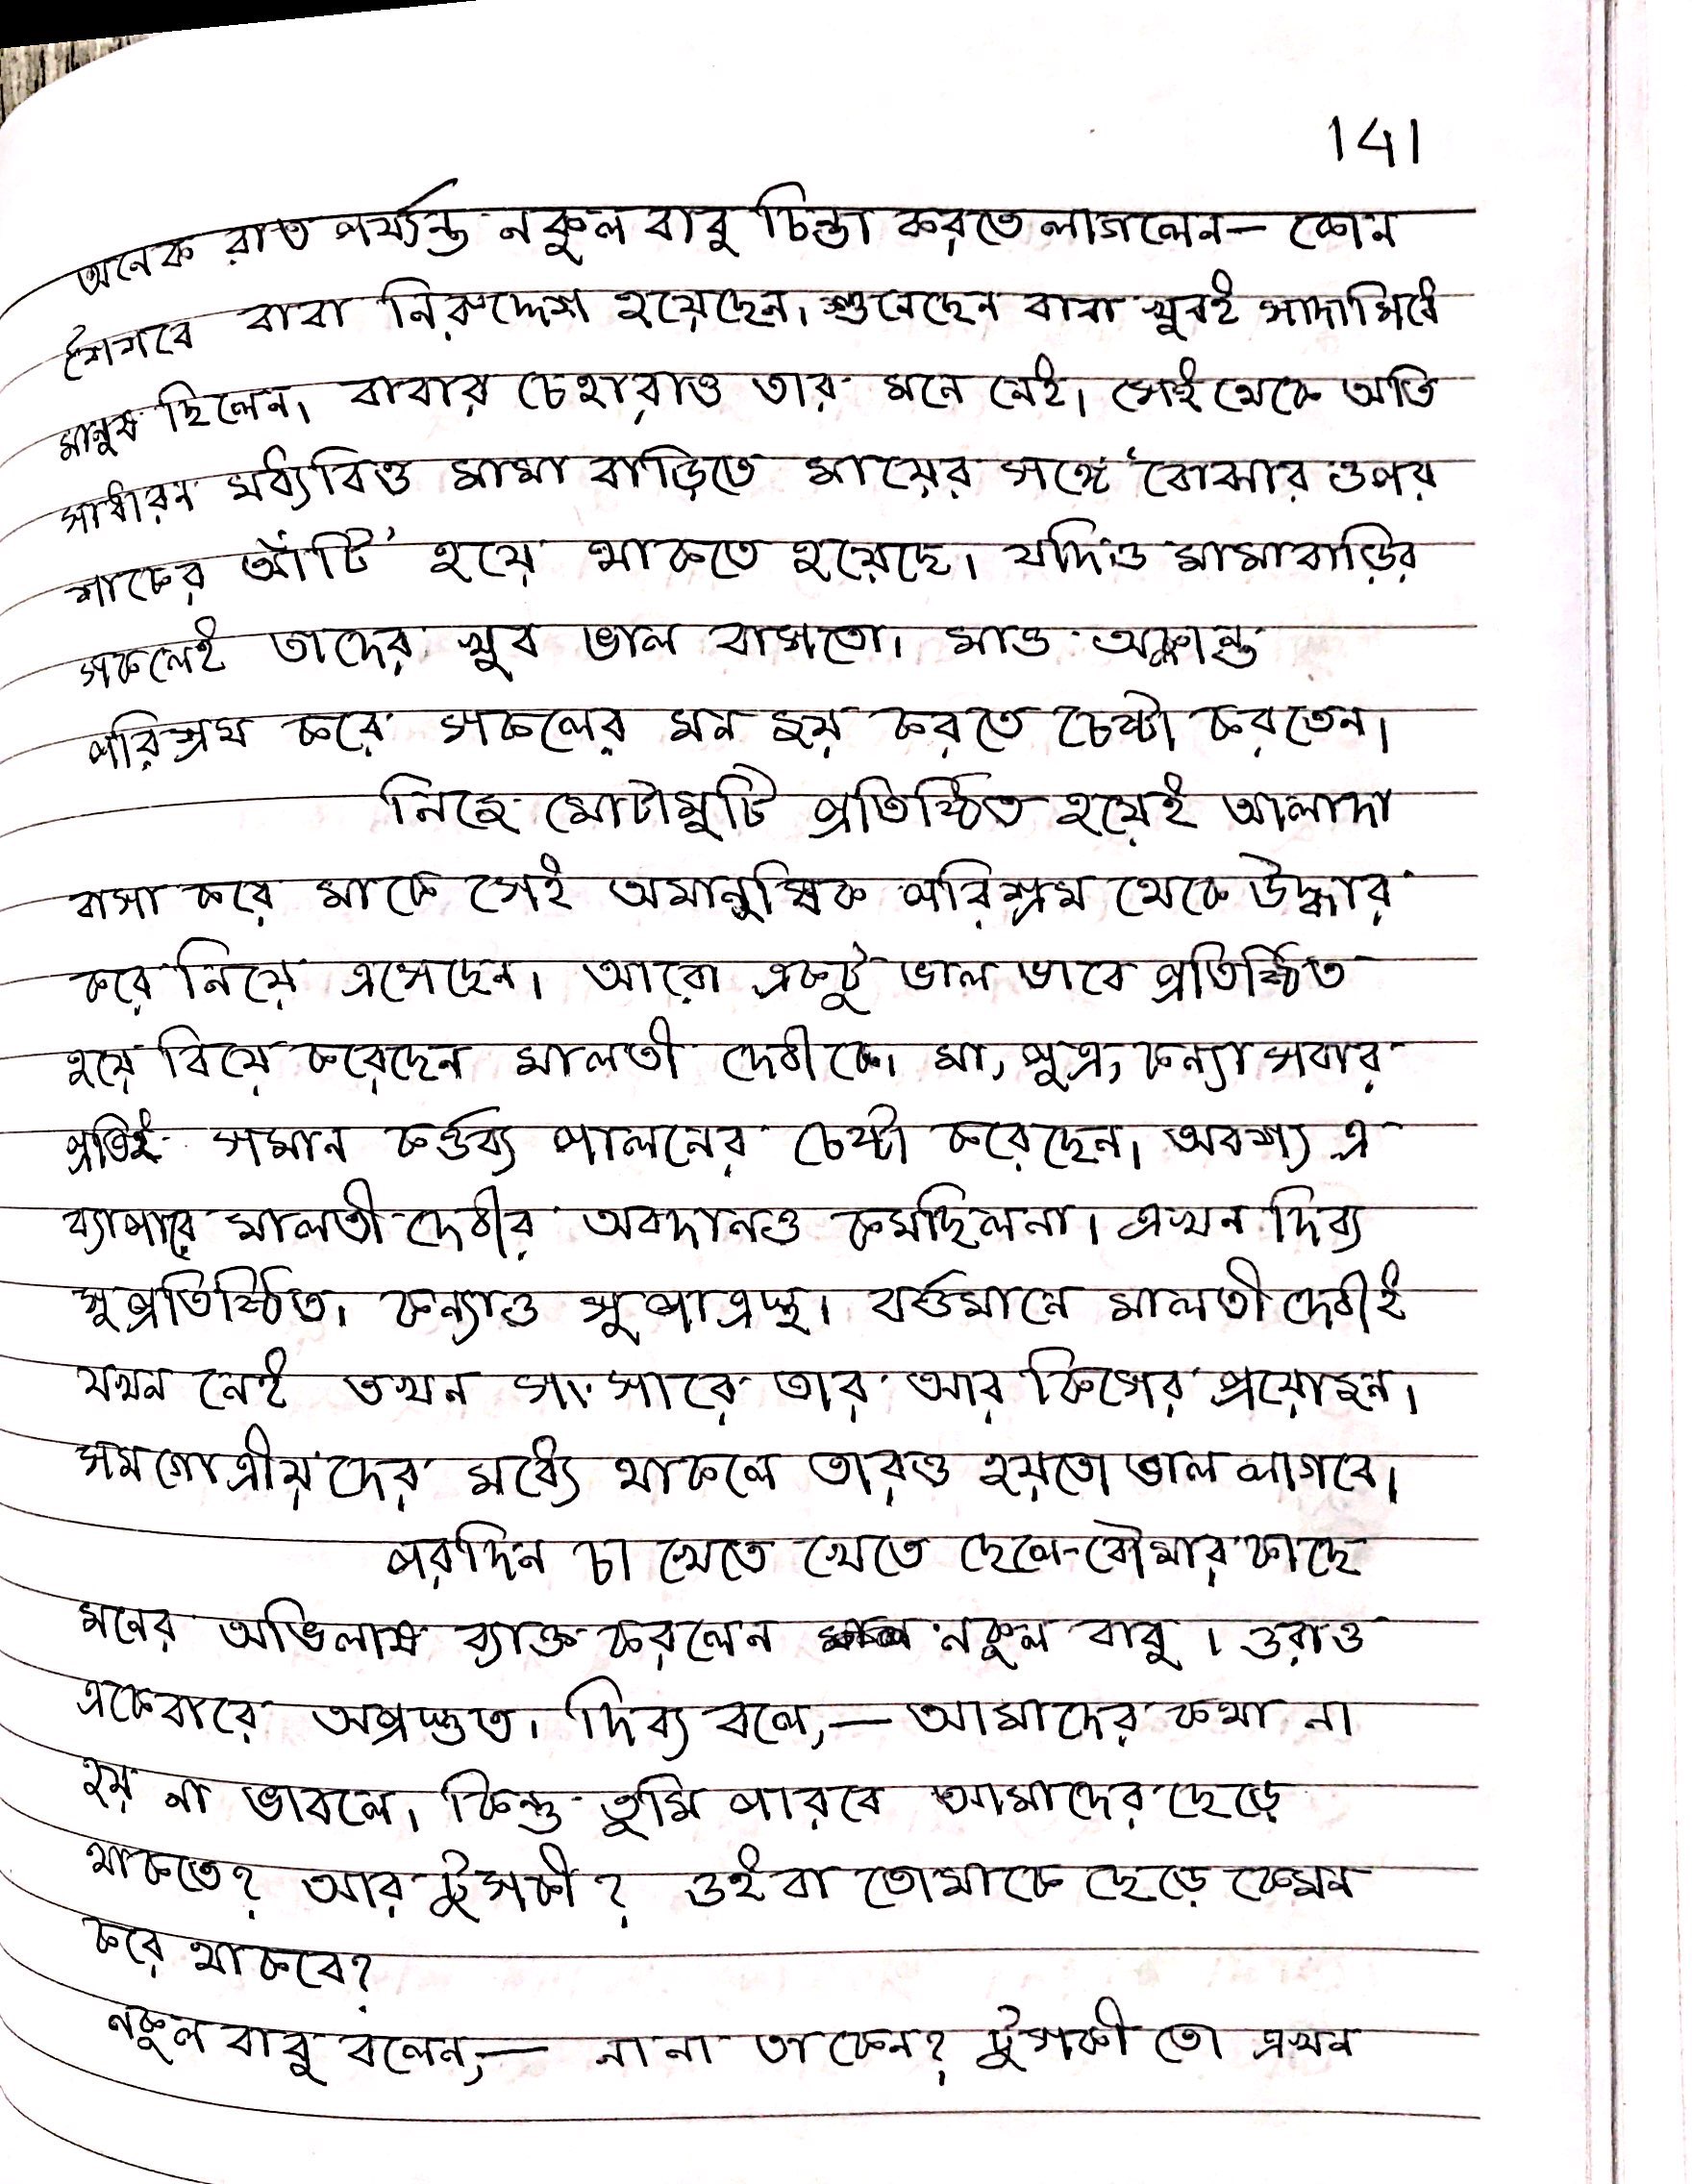 141
অনেক রাত পর্য্যন্ত নকুল বাবু চিন্তা করতে লাগলেন — কোন
শৈশবে বাবা নিরুদ্দেশ হয়েছেন। শুনেছেন বাবা খুবই সাদাসিধে
মানুষ ছিলেন। বাবার চেহারাও তার মনে নেই। সেই থেকে অতি
সাধারন মধ্যবিত্ত মামা বাড়িতে মায়ের সঙ্গে 'বোঝার ওপর
শাকের আঁটি' হয়ে থাকতে হয়েছে। যদিও মামাবাড়ির
সকলেই তাদের খুব ভাল বাসতো। মাও অক্লান্ত
পরিশ্রম করে সকলের মন জয় করতে চেষ্টা করতেন।
নিজে মোটামুটি প্রতিষ্ঠিত হয়েই আলাদা
বাসা করে মাকে সেই অমানুষিক পরিশ্রম থেকে উদ্ধার
করে নিয়ে এসেছেন। আরো একটু ভাল ভাবে প্রতিষ্ঠিত
হয়ে বিয়ে করেছেন মালতী দেবীকে। মা, পুত্র, কন্যা সবার
প্রতিই সমান কর্ত্তব্য পালনের চেষ্টা করেছেন। অবশ্য এ
ব্যাপারে মালতী দেবীর অবদানও কমছিলনা। এখন দিব্য
সুপ্রতিষ্ঠিত। কন্যাও সুপাত্রস্থ। বর্ত্তমানে মালতী দেবীই
যখন নেই তখন সংসারে তার আর কিসের প্রয়োজন।
সমগোত্রীয়দের মধ্যে থাকলে তারও হয়তো ভাল লাগবে।
পরদিন চা খেতে খেতে ছেলে-বৌমার কাছে
মনের অভিলাষ ব্যাক্ত করলেন নকুল বাবু। ওরাও
একেবারে অপ্রস্তুত। দিব্য বলে, — আমাদের কথা না
হয় না ভাবলে। কিন্তু তুমি পারবে আমাদের ছেড়ে
থাকতে? আর টুসকী? ওই বা তোমাকে ছেড়ে কেমন
করে থাকবে?
নকুল বাবু বলেন, — না না তা কেন? টুসকী তো এখন